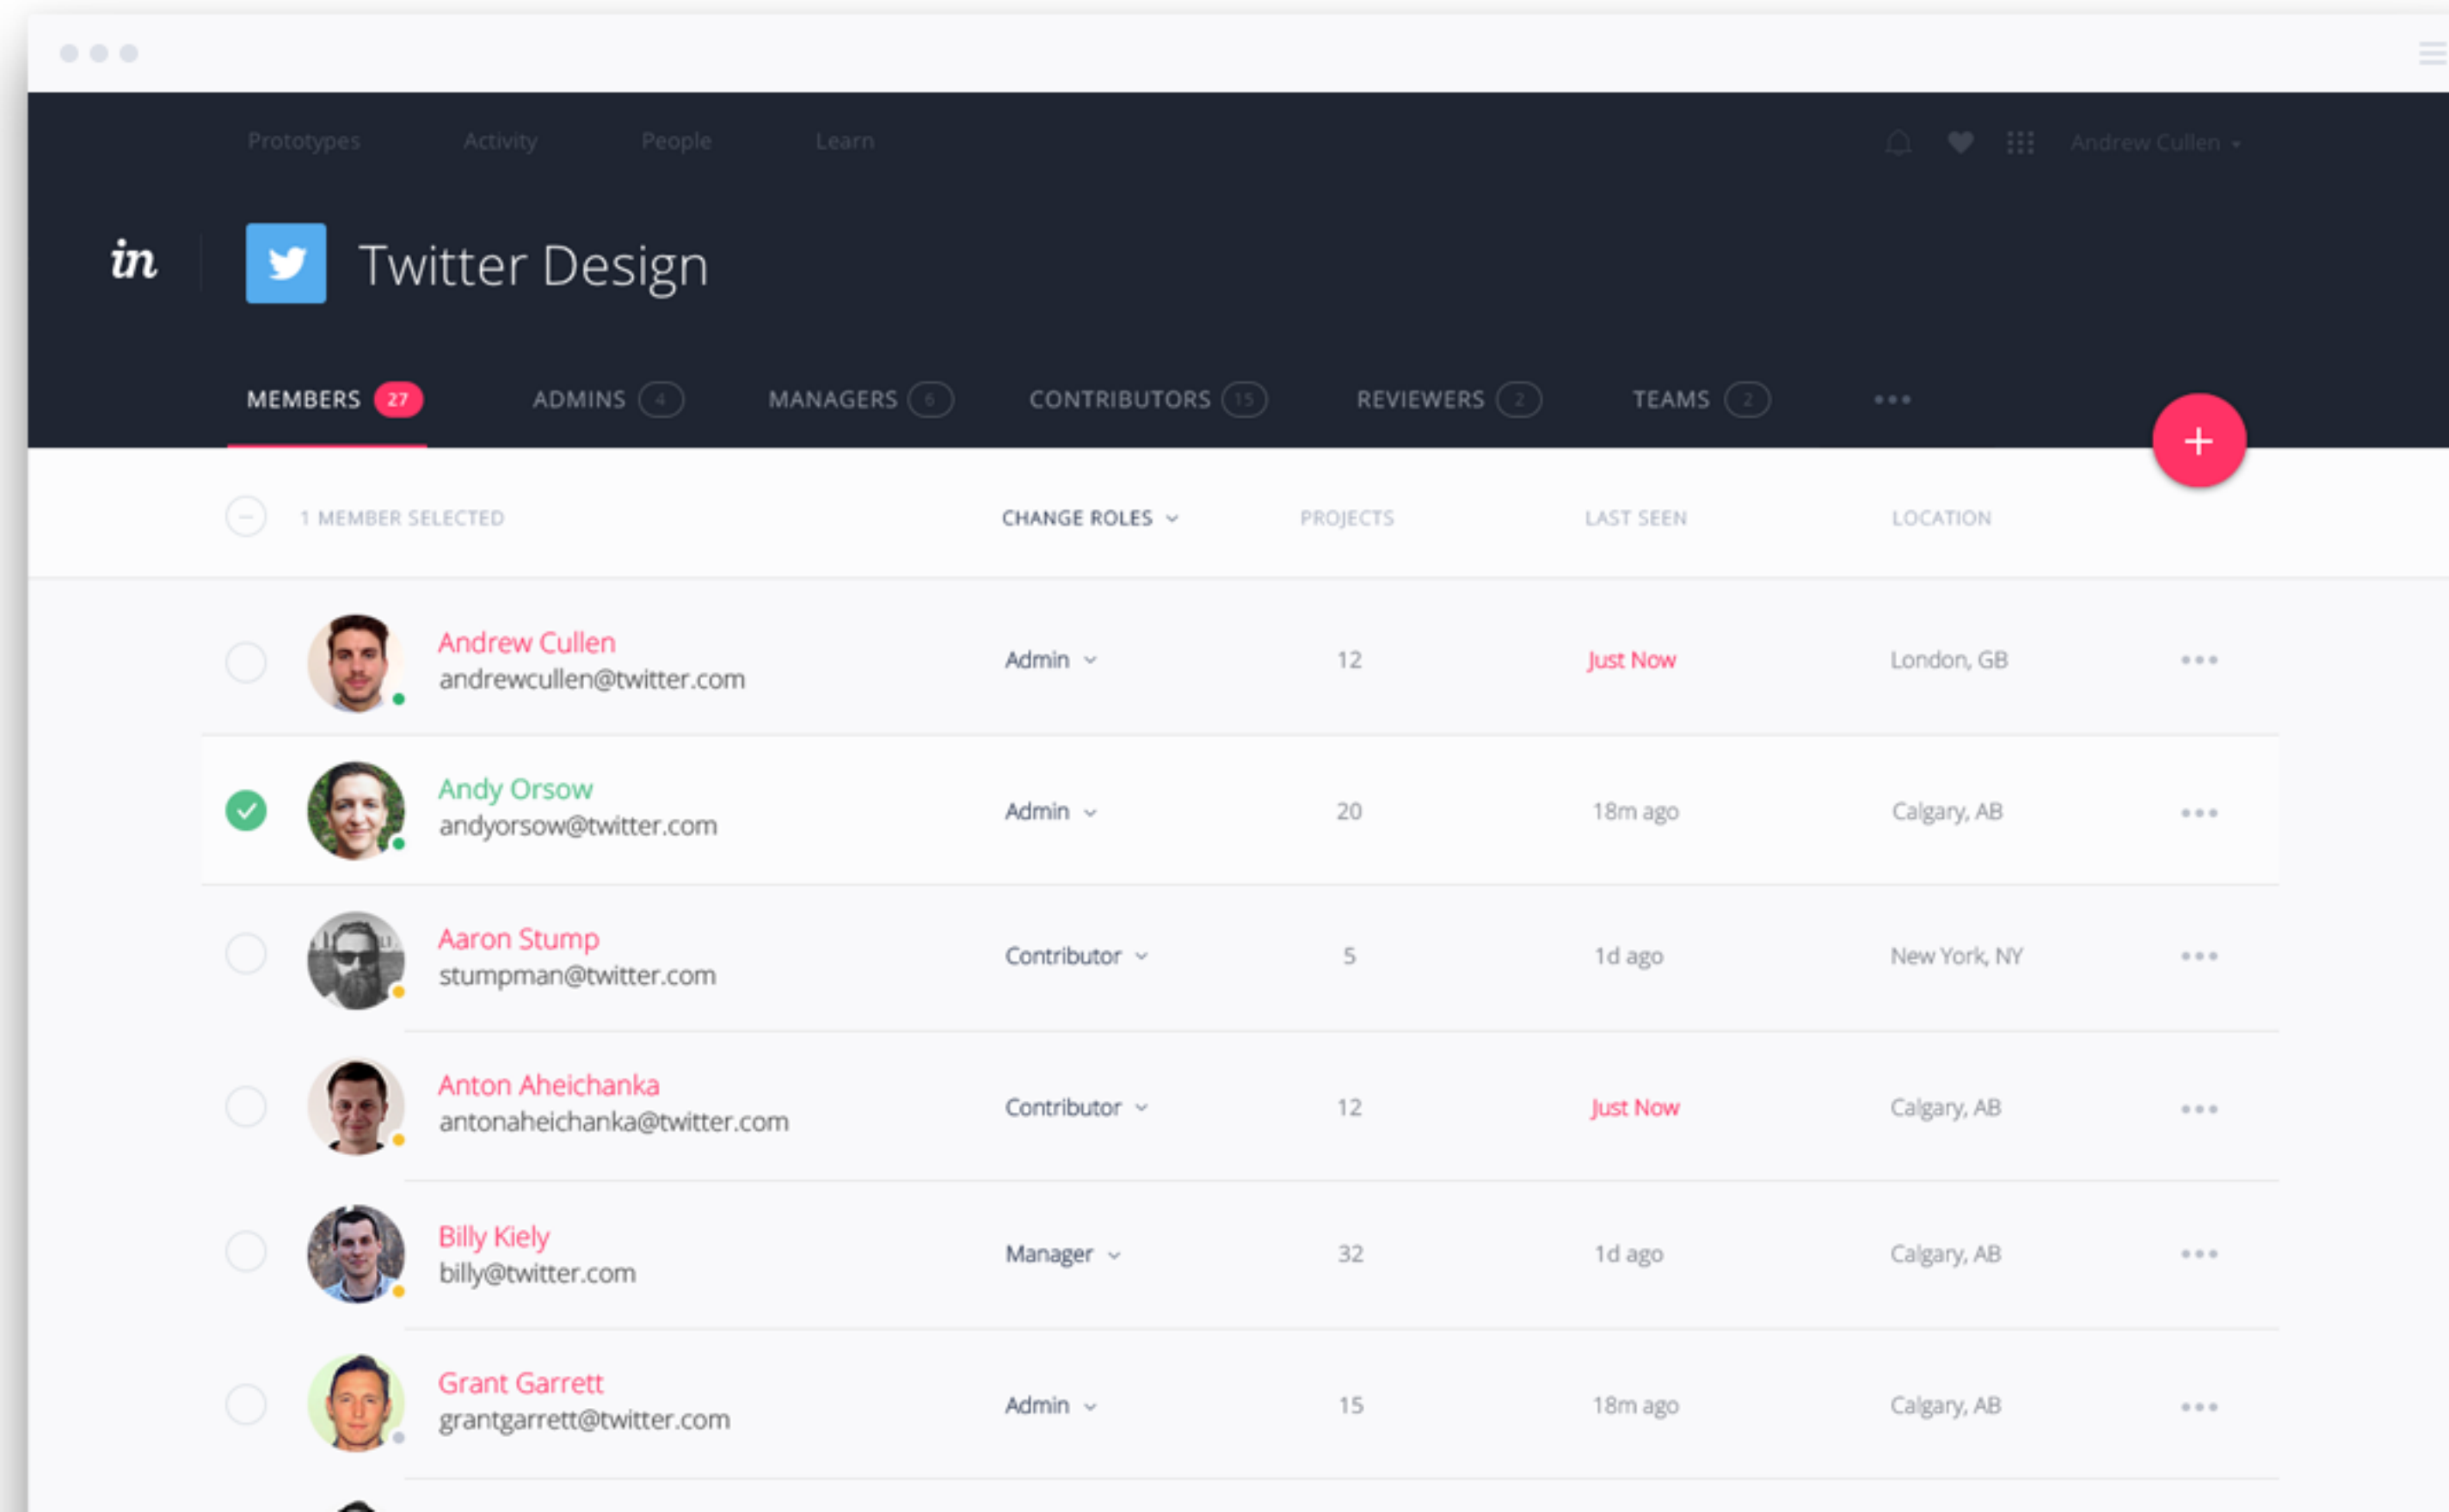 Prototypes Activity People Learn Andrew Cullen
in Twitter Design
MEMBERS 27 ADMINS 4 MANAGERS 6 CONTRIBUTORS 15 REVIEWERS 2 TEAMS 2
1 MEMBER SELECTED CHANGE ROLES PROJECTS LAST SEEN LOCATION
Andrew Cullen
andrewcullen@twitter.com Admin 12 Just Now London, GB
Andy Orsow
andyorsow@twitter.com Admin 20 18m ago Calgary, AB
Aaron Stump
stumpman@twitter.com Contributor 5 1d ago New York, NY
Anton Aheichanka
antonaheichanka@twitter.com Contributor 12 Just Now Calgary, AB
Billy Kiely
billy@twitter.com Manager 32 1d ago Calgary, AB
Grant Garrett
grantgarrett@twitter.com Admin 15 18m ago Calgary, AB